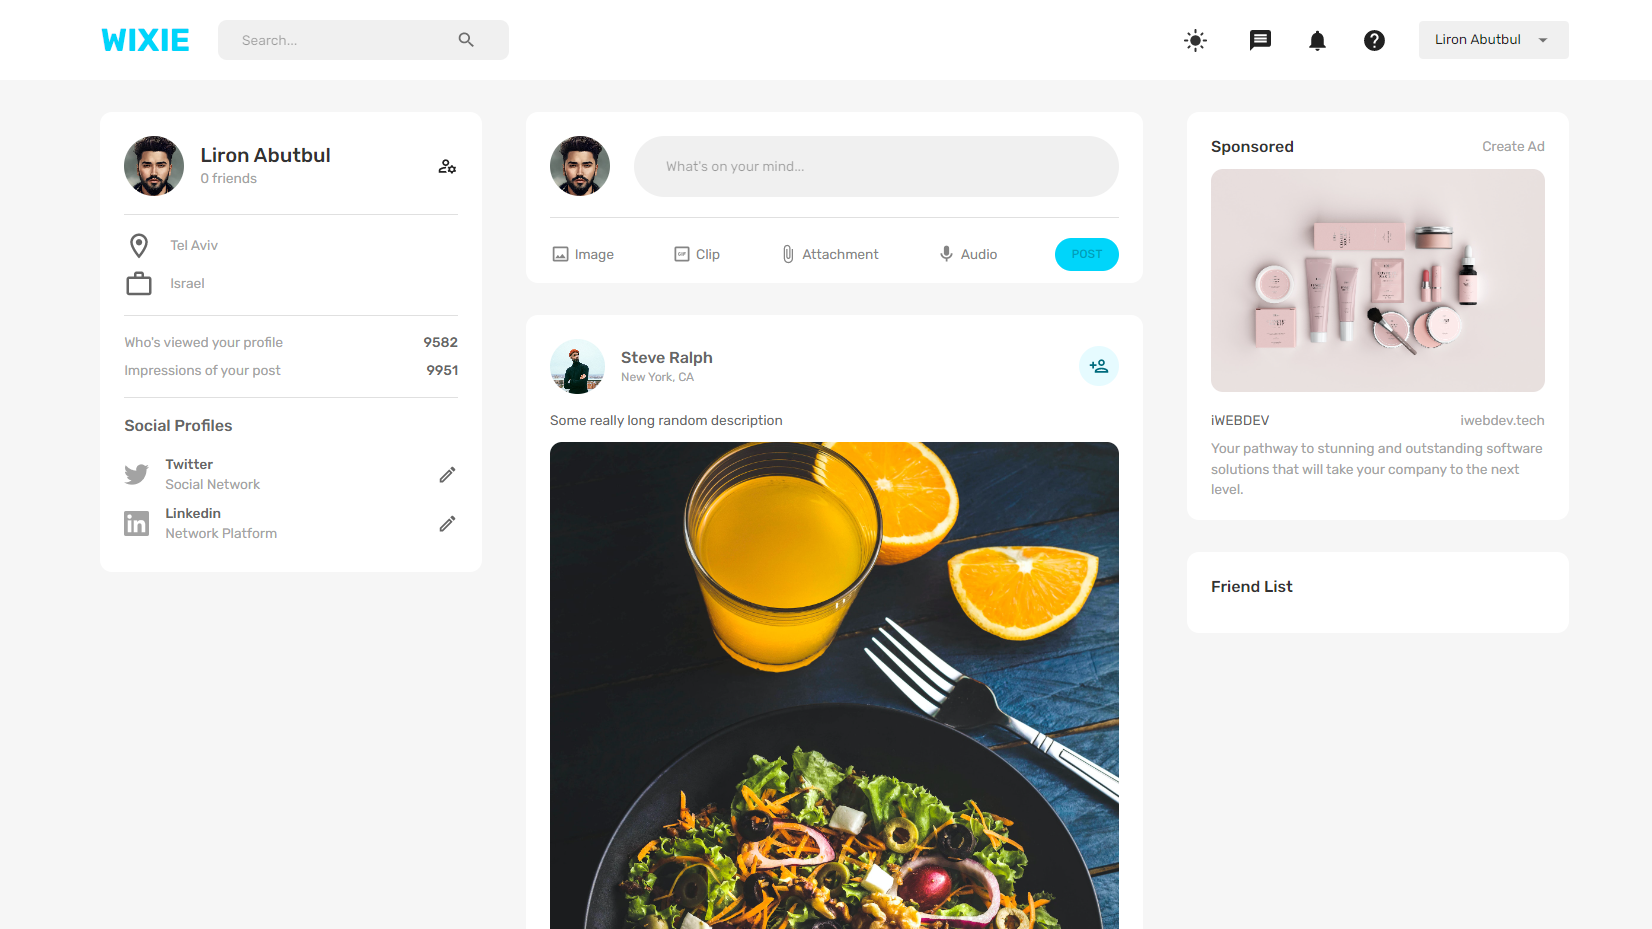 WIXIE
Search...
Liron Abutbul
Liron Abutbul
0 friends
Tel Aviv
Israel
Who's viewed your profile 9582
Impressions of your post 9951
Social Profiles
Twitter
Social Network
Linkedin
Network Platform
What's on your mind...
Image Clip Attachment Audio POST
Steve Ralph
New York, CA
Some really long random description
Sponsored Create Ad
iWEBDEV iwebdev.tech
Your pathway to stunning and outstanding software
solutions that will take your company to the next
level.
Friend List